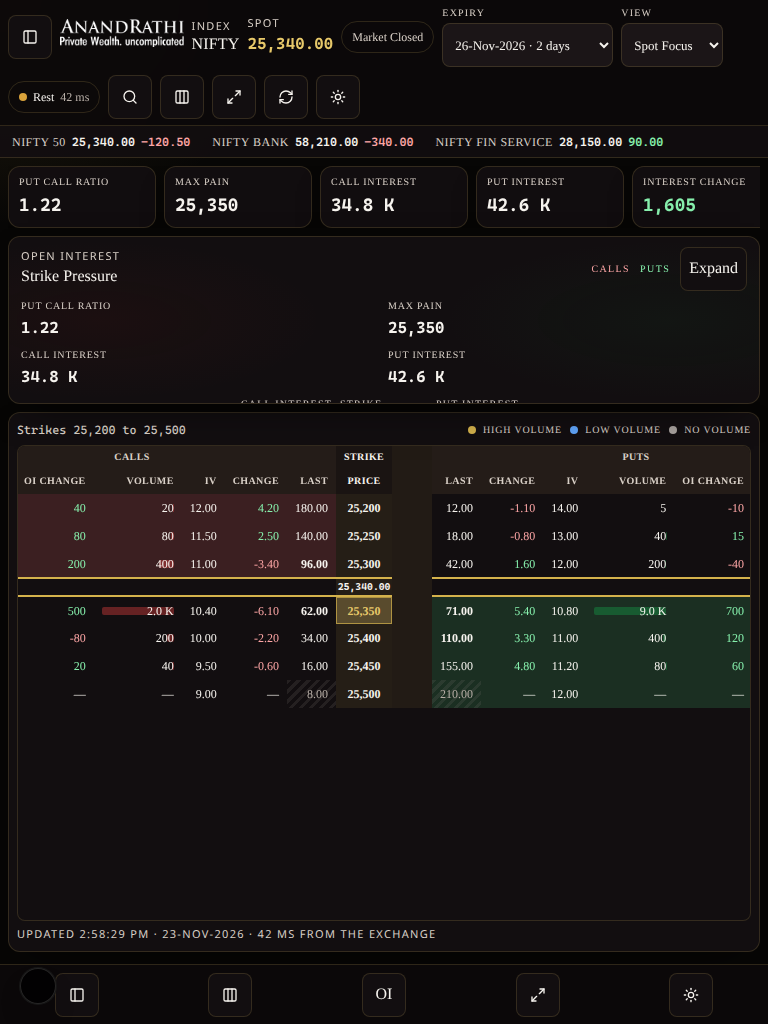 ANANDRATHI
Private Wealth. uncomplicated
INDEX
NIFTY
SPOT
25,340.00
Market Closed
EXPIRY
26-Nov-2026 · 2 days
VIEW
Spot Focus
Rest 42 ms
NIFTY 50 25,340.00 −120.50 NIFTY BANK 58,210.00 −340.00 NIFTY FIN SERVICE 28,150.00 90.00
PUT CALL RATIO
1.22
MAX PAIN
25,350
CALL INTEREST
34.8 K
PUT INTEREST
42.6 K
INTEREST CHANGE
1,605
OPEN INTEREST
Strike Pressure
CALLS PUTS Expand
PUT CALL RATIO
1.22
MAX PAIN
25,350
CALL INTEREST
34.8 K
PUT INTEREST
42.6 K
CALL INTEREST STRIKE PUT INTEREST
Strikes 25,200 to 25,500
HIGH VOLUME LOW VOLUME NO VOLUME
CALLS STRIKE PUTS
OI CHANGE VOLUME IV CHANGE LAST PRICE LAST CHANGE IV VOLUME OI CHANGE
40 20 12.00 4.20 180.00 25,200 12.00 -1.10 14.00 5 -10
80 80 11.50 2.50 140.00 25,250 18.00 -0.80 13.00 40 15
200 400 11.00 -3.40 96.00 25,300 42.00 1.60 12.00 200 -40
25,340.00
500 2.0 K 10.40 -6.10 62.00 25,350 71.00 5.40 10.80 9.0 K 700
-80 200 10.00 -2.20 34.00 25,400 110.00 3.30 11.00 400 120
20 40 9.50 -0.60 16.00 25,450 155.00 4.80 11.20 80 60
— — 9.00 — 8.00 25,500 210.00 — 12.00 — —
UPDATED 2:58:29 PM · 23-NOV-2026 · 42 MS FROM THE EXCHANGE
OI